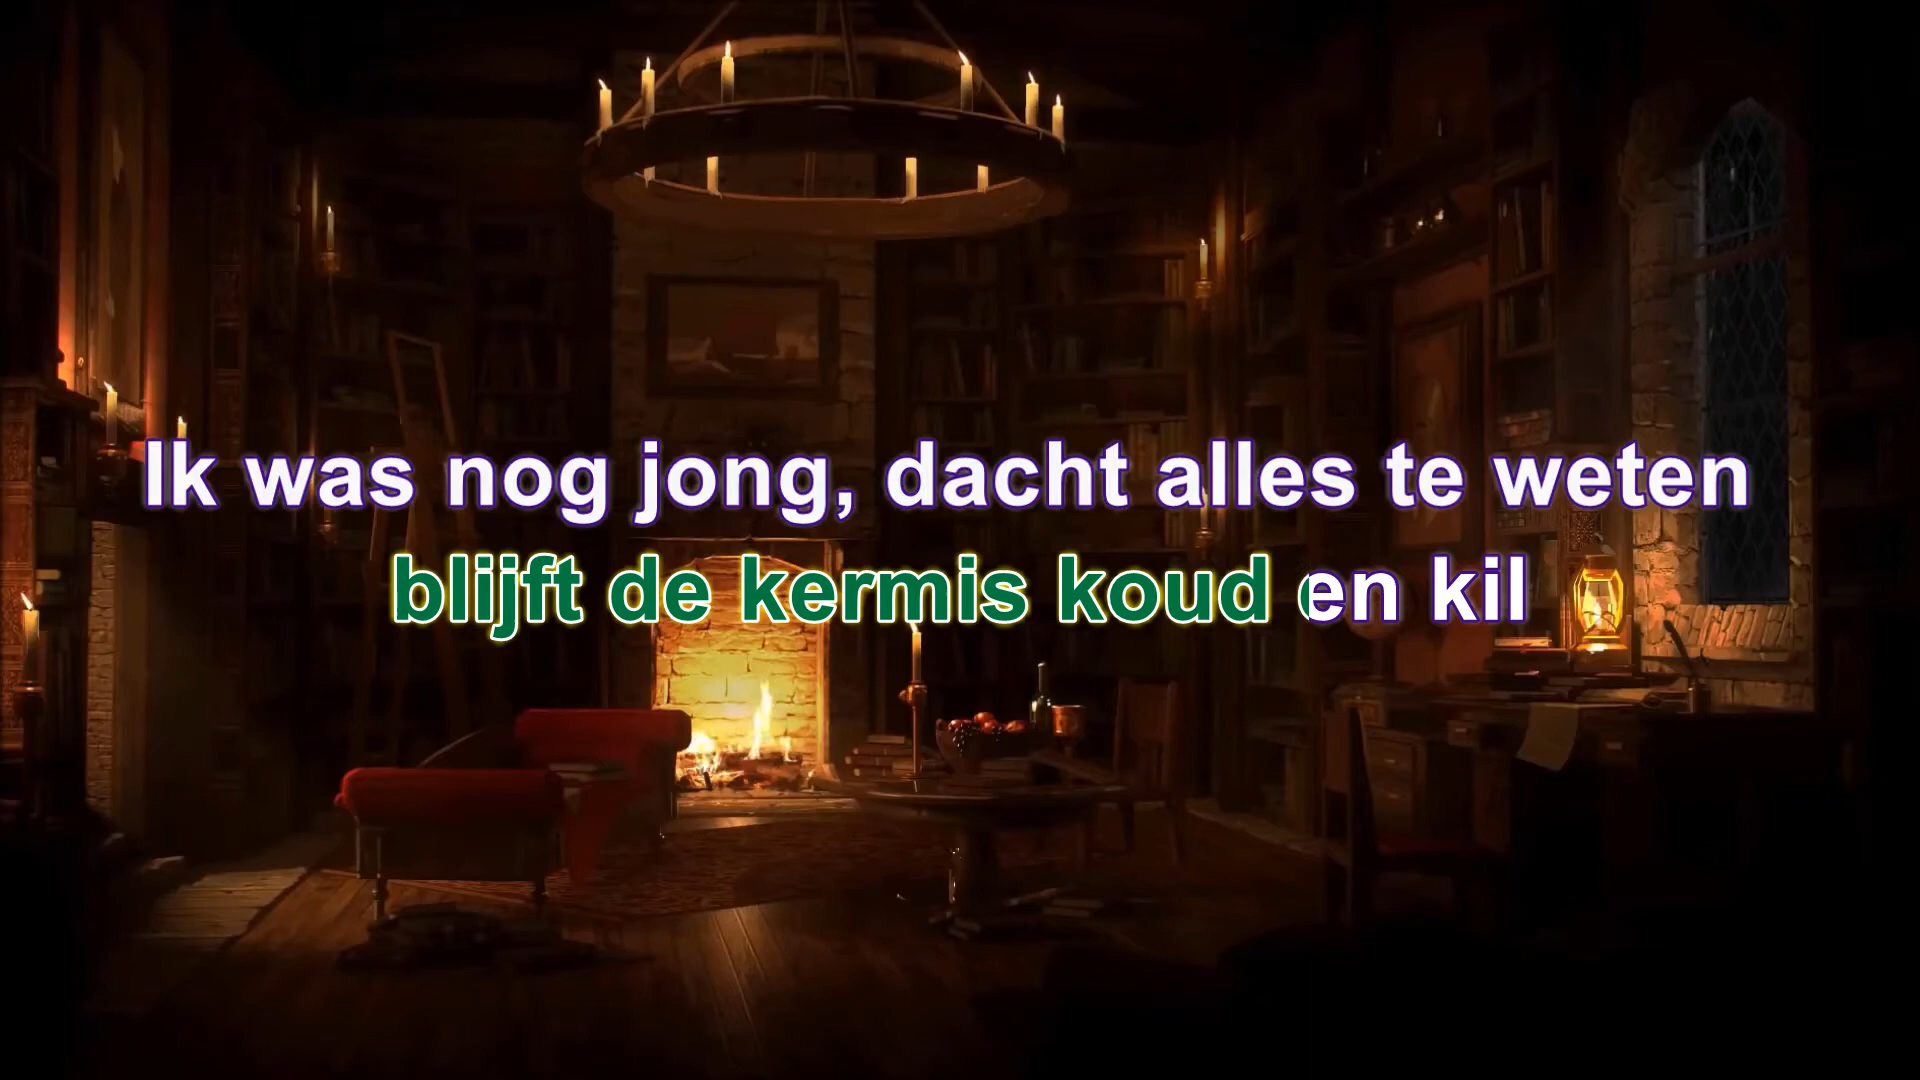 Ik was nog jong, dacht alles te weten
blijft de kermis koud en kil